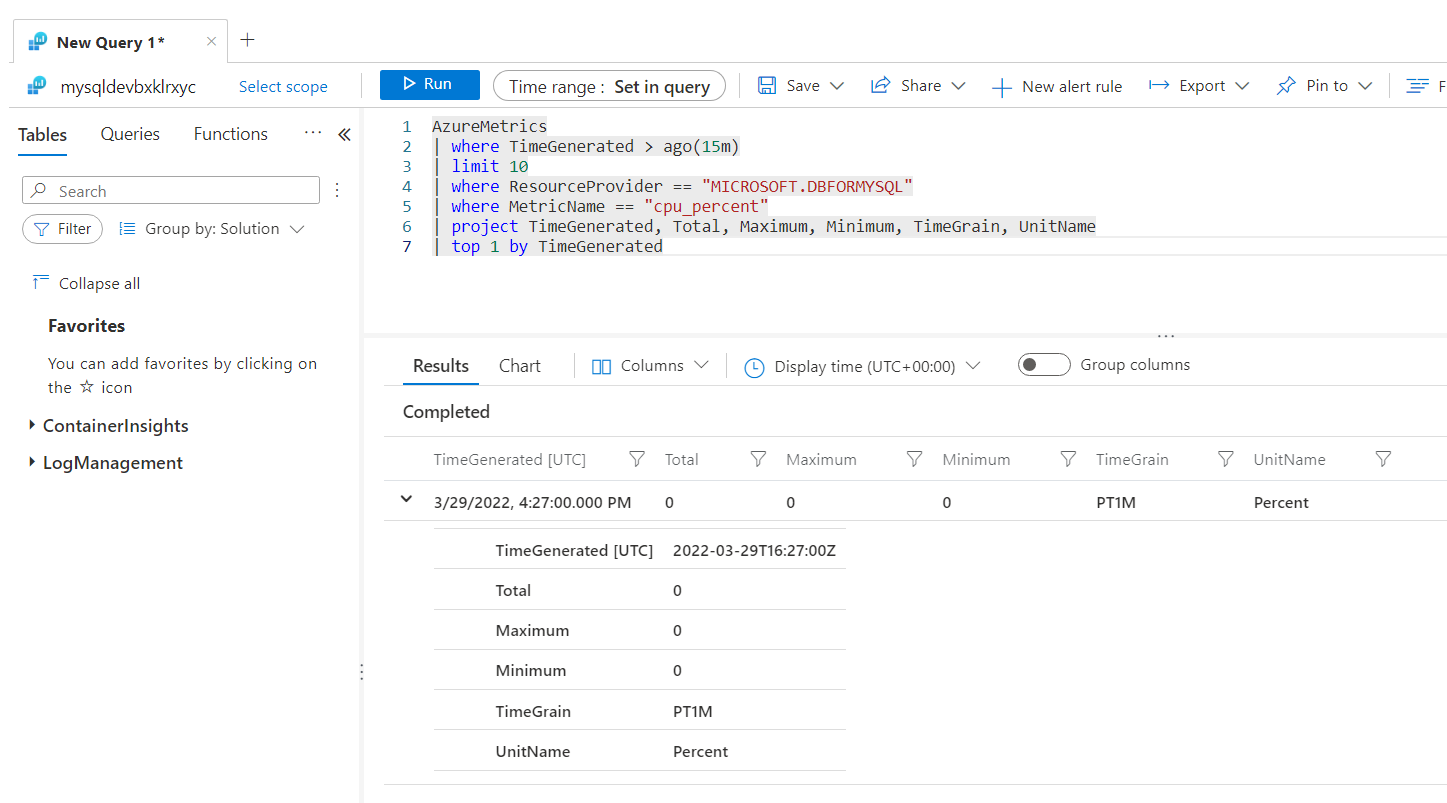 New Query 1*
mysqldevbxklrxyc Select scope Run Time range : Set in query Save Share New alert rule Export Pin to F
Tables Queries Functions ... «
Search
Filter Group by: Solution
Collapse all
Favorites
You can add favorites by clicking on
the ☆ icon
ContainerInsights
LogManagement
1 AzureMetrics
2 | where TimeGenerated > ago(15m)
3 | limit 10
4 | where ResourceProvider == "MICROSOFT.DBFORMYSQL"
5 | where MetricName == "cpu_percent"
6 | project TimeGenerated, Total, Maximum, Minimum, TimeGrain, UnitName
7 | top 1 by TimeGenerated
Results Chart Columns Display time (UTC+00:00) Group columns
Completed
TimeGenerated [UTC] Total Maximum Minimum TimeGrain UnitName
3/29/2022, 4:27:00.000 PM 0 0 0 PT1M Percent
TimeGenerated [UTC] 2022-03-29T16:27:00Z
Total 0
Maximum 0
Minimum 0
TimeGrain PT1M
UnitName Percent